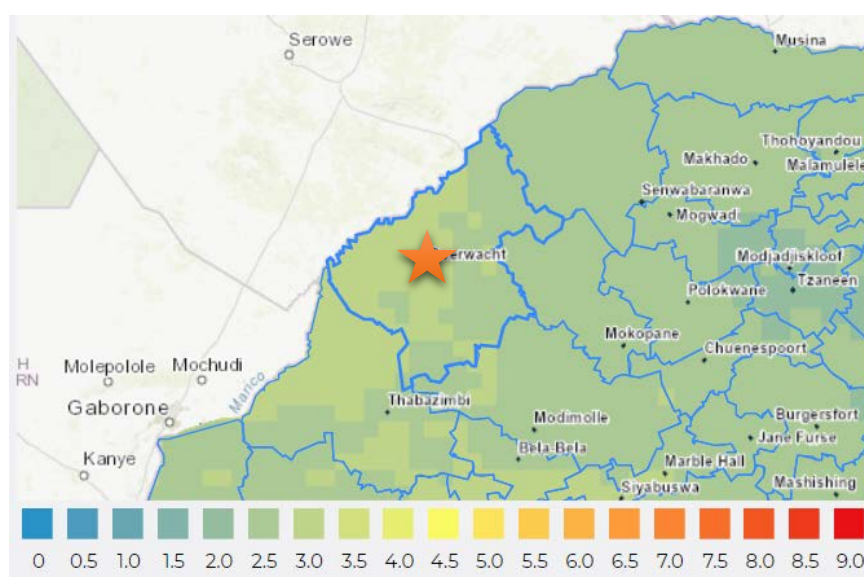 Serowe
Musina
Thohoyandou
Makhado
Malamulele
Senwabaranwa
Mogwadi
erwacht
Modjadjiskloof
Tzaneen
Polokwane
H
RN
Molepolole
Mochudi
Marico
Mokopane
Chuenespoort
Gaborone
Thabazimbi
Modimolle
Burgersfort
Jane Furse
Kanye
Bela-Bela
Marble Hall
Siyabuswa
Mashishing
0 0.5 1.0 1.5 2.0 2.5 3.0 3.5 4.0 4.5 5.0 5.5 6.0 6.5 7.0 7.5 8.0 8.5 9.0